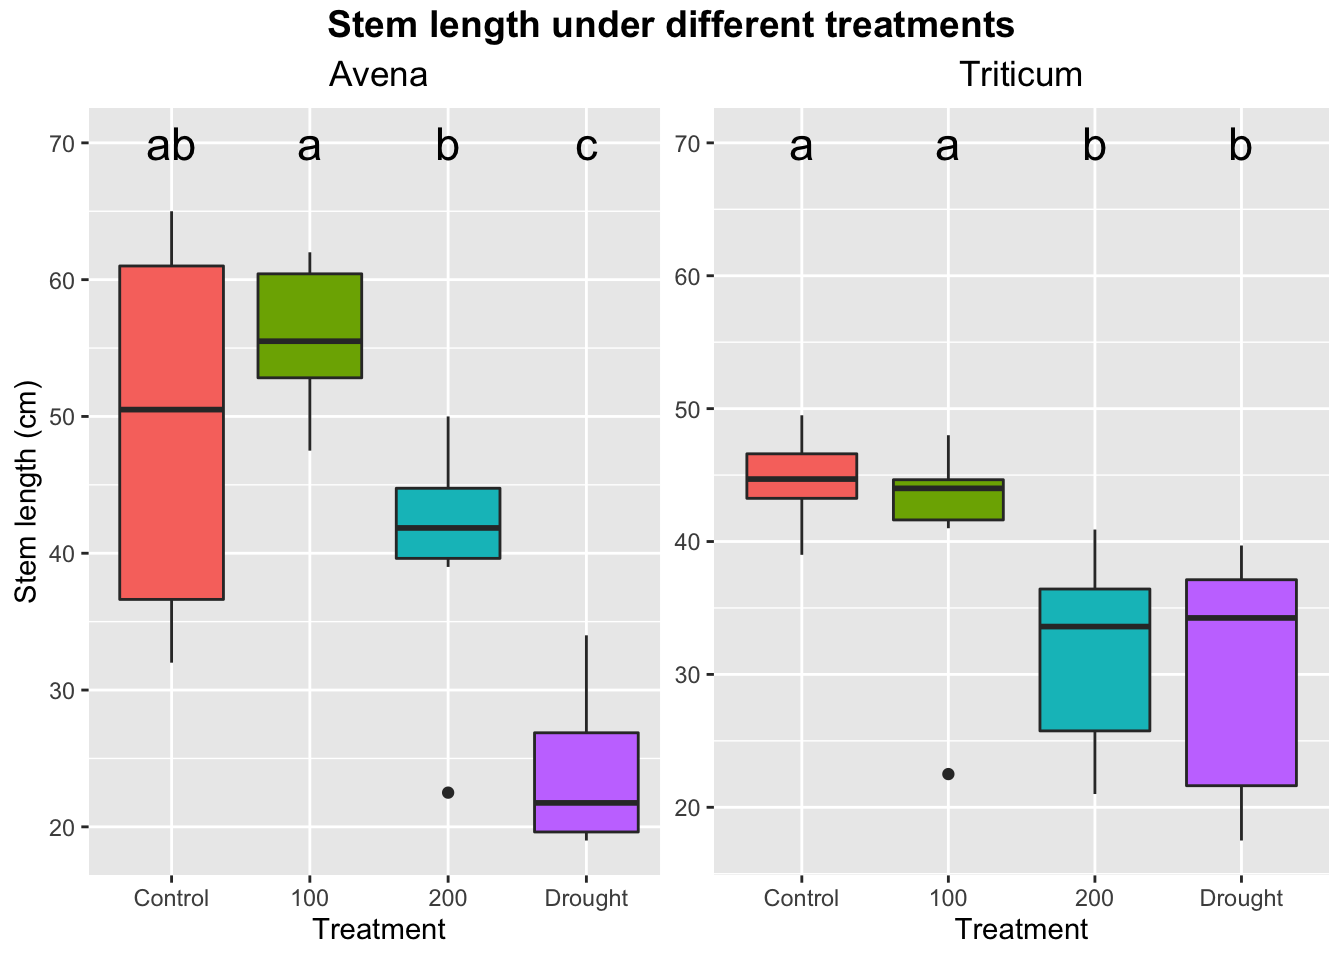 Stem length under different treatments
Avena
Triticum
Stem length (cm)
70
60
50
40
30
20
ab a b c
Control 100 200 Drought
Treatment
70
60
50
40
30
20
a a b b
Control 100 200 Drought
Treatment